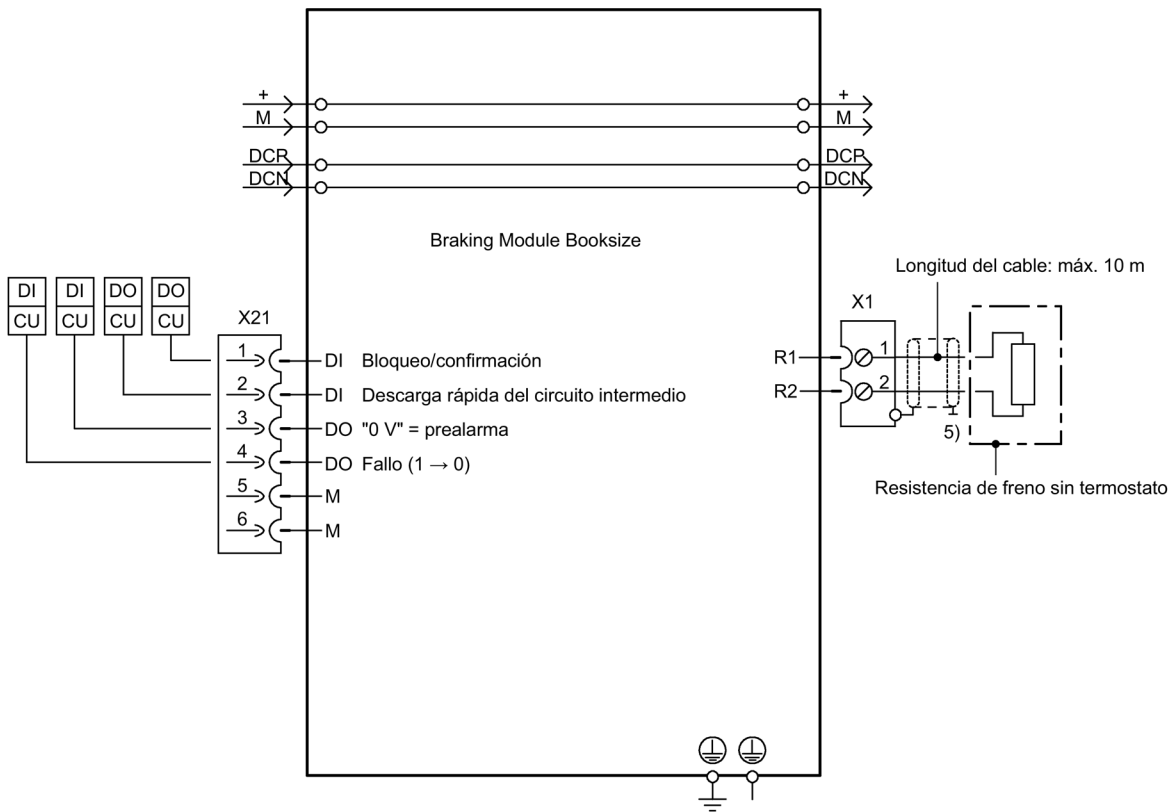 + +
M M
DCP DCP
DCN DCN
Braking Module Booksize
Longitud del cable: máx. 10 m
DI DI DO DO
CU CU CU CU
X21
X1
1 DI Bloqueo/confirmación
2 DI Descarga rápida del circuito intermedio
3 DO "0 V" = prealarma
4 DO Fallo (1 → 0)
5 M
6 M
R1 1
R2 2
5)
Resistencia de freno sin termostato